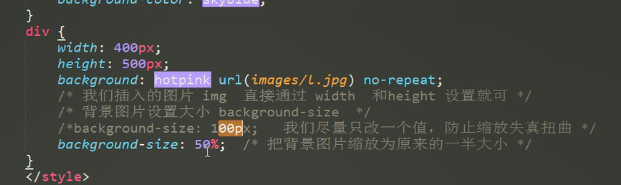 background-color: skyblue;
}
div {
width: 400px;
height: 500px;
background: hotpink url(images/l.jpg) no-repeat;
/* 我们插入的图片 img 直接通过 width 和height 设置就可 */
/* 背景图片设置大小 background-size */
/*background-size: 100px; 我们尽量只改一个值，防止缩放失真扭曲 */
background-size: 50%; /* 把背景图片缩放为原来的一半大小 */
}
</style>